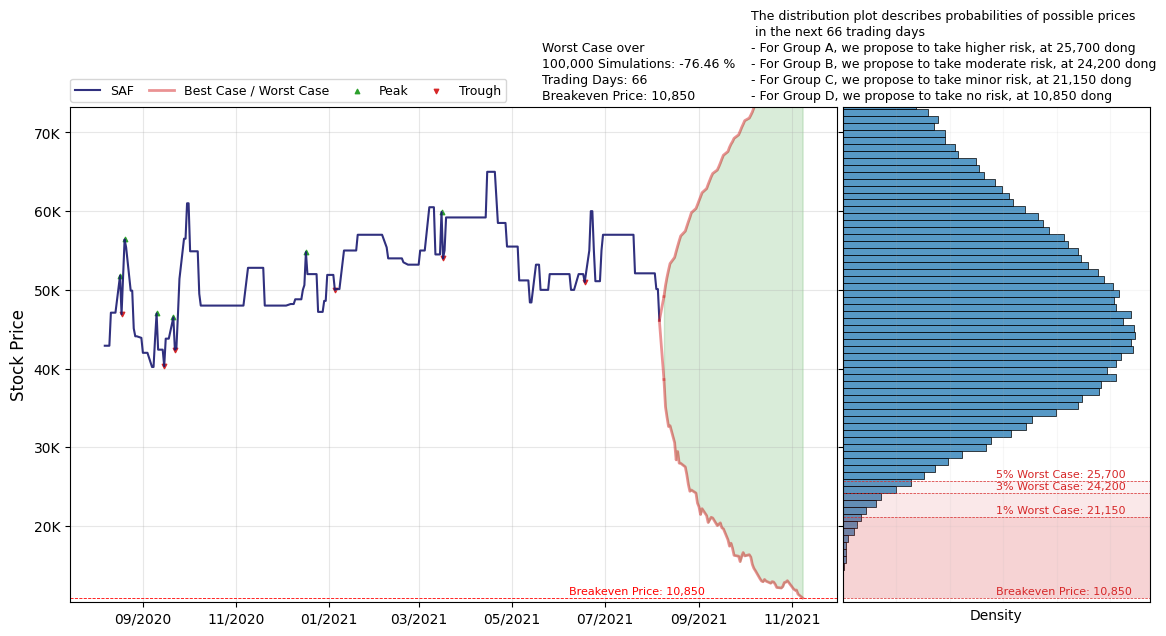 The distribution plot describes probabilities of possible prices
in the next 66 trading days
- For Group A, we propose to take higher risk, at 25,700 dong
- For Group B, we propose to take moderate risk, at 24,200 dong
- For Group C, we propose to take minor risk, at 21,150 dong
- For Group D, we propose to take no risk, at 10,850 dong
Worst Case over
100,000 Simulations: -76.46 %
Trading Days: 66
Breakeven Price: 10,850
SAF
Best Case / Worst Case
Peak
Trough
Stock Price
70K
60K
50K
40K
30K
20K
Breakeven Price: 10,850
09/2020
11/2020
01/2021
03/2021
05/2021
07/2021
09/2021
11/2021
5% Worst Case: 25,700
3% Worst Case: 24,200
1% Worst Case: 21,150
Breakeven Price: 10,850
Density